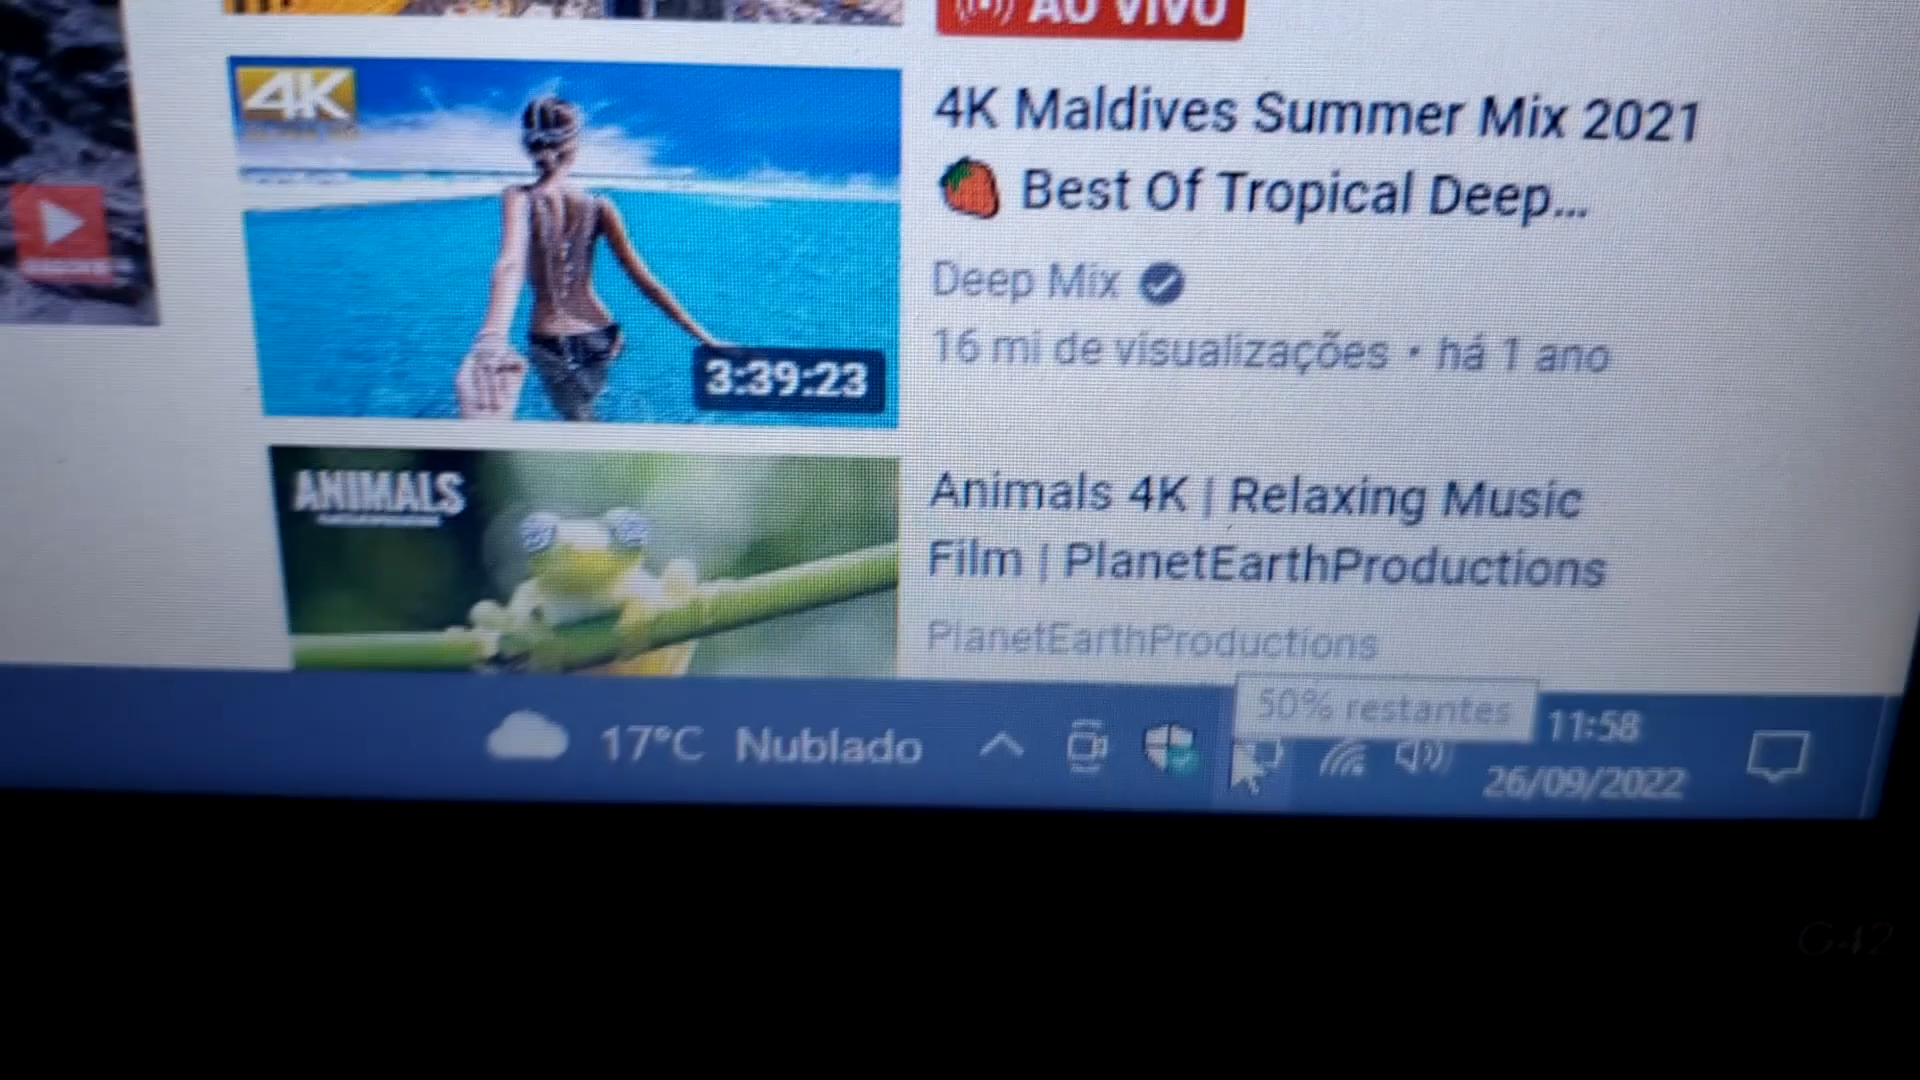 AO VIVO
4K
4K Maldives Summer Mix 2021
🍓 Best Of Tropical Deep...
Deep Mix
16 mi de visualizações • há 1 ano
3:39:23
ANIMALS
Animals 4K | Relaxing Music
Film | PlanetEarthProductions
PlanetEarthProductions
50% restantes
17°C Nublado
11:58
26/09/2022